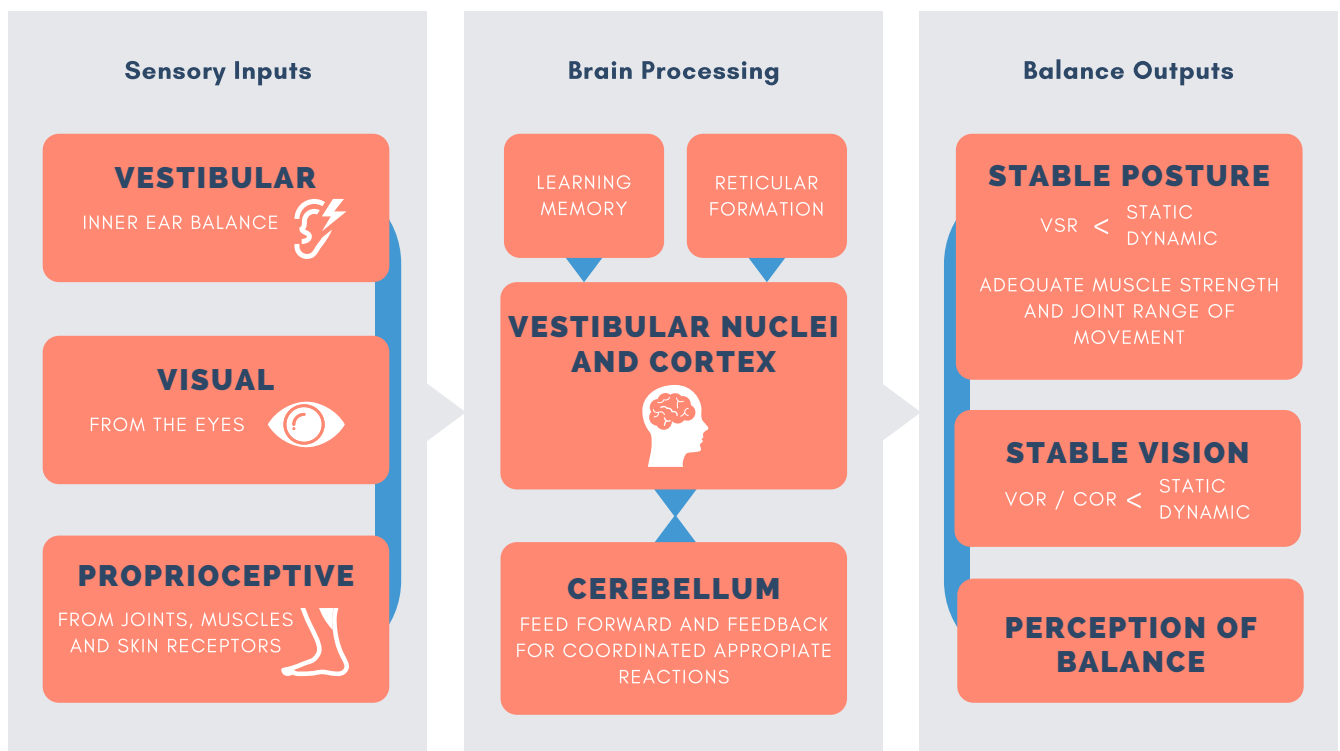 Sensory Inputs
VESTIBULAR
INNER EAR BALANCE
VISUAL
FROM THE EYES
PROPRIOCEPTIVE
FROM JOINTS, MUSCLES
AND SKIN RECEPTORS
Brain Processing
LEARNING
MEMORY
RETICULAR
FORMATION
VESTIBULAR NUCLEI
AND CORTEX
CEREBELLUM
FEED FORWARD AND FEEDBACK
FOR COORDINATED APPROPIATE
REACTIONS
Balance Outputs
STABLE POSTURE
VSR < STATIC
DYNAMIC
ADEQUATE MUSCLE STRENGTH
AND JOINT RANGE OF
MOVEMENT
STABLE VISION
VOR / COR < STATIC
DYNAMIC
PERCEPTION OF
BALANCE